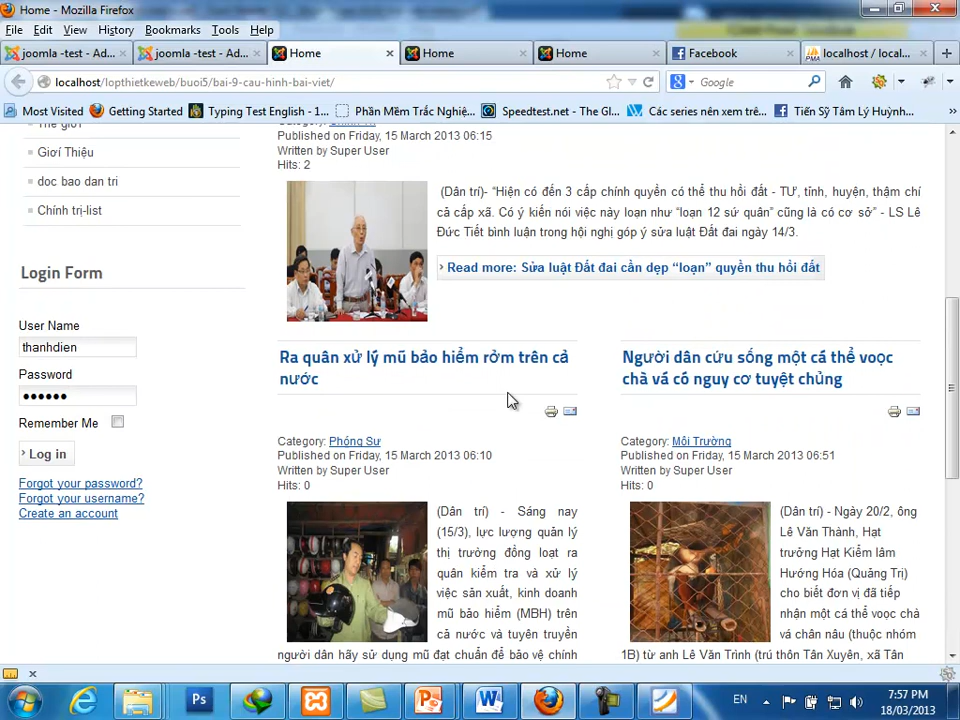 Home - Mozilla Firefox
File Edit View History Bookmarks Tools Help
joomla -test - Ad... joomla -test - Ad... Home Home Home Facebook localhost / local...
localhost/lopthietkeweb/buoi5/bai-9-cau-hinh-bai-viet/ Google
Most Visited Getting Started Typing Test English - 1... Phần Mềm Trắc Nghiệ... Speedtest.net - The Gl... Các series nên xem trê... Tiến Sỹ Tâm Lý Huỳnh...
Thế giới
Giơí Thiệu
doc bao dan tri
Chính trị-list
Login Form
User Name
thanhdien
Password
Remember Me
Log in
Forgot your password?
Forgot your username?
Create an account
Published on Friday, 15 March 2013 06:15
Written by Super User
Hits: 2
(Dân trí)- “Hiện có đến 3 cấp chính quyền có thể thu hồi đất - TƯ, tỉnh, huyện, thậm chí
cả cấp xã. Có ý kiến nói việc này loạn như “loạn 12 sứ quân” cũng là có cơ sở” - LS Lê
Đức Tiết bình luận trong hội nghị góp ý sửa luật Đất đai ngày 14/3.
Read more: Sửa luật Đất đai cần dẹp “loạn” quyền thu hồi đất
Ra quân xử lý mũ bảo hiểm rởm trên cả
nước
Category: Phóng Sự
Published on Friday, 15 March 2013 06:10
Written by Super User
Hits: 0
(Dân trí) - Sáng nay
(15/3), lực lượng quản lý
thị trường đồng loạt ra
quân kiểm tra và xử lý
việc sản xuất, kinh doanh
mũ bảo hiểm (MBH) trên
cả nước và tuyên truyền
người dân hãy sử dụng mũ đạt chuẩn để bảo vệ chính
Người dân cứu sống một cá thể voọc
chà vá có nguy cơ tuyệt chủng
Category: Môi Trường
Published on Friday, 15 March 2013 06:51
Written by Super User
Hits: 0
(Dân trí) - Ngày 20/2, ông
Lê Văn Thành, Hạt
trưởng Hạt Kiểm lâm
Hướng Hóa (Quảng Trị)
cho biết đơn vị đã tiếp
nhận một cá thể voọc chà
vá chân nâu (thuộc nhóm
1B) từ anh Lê Văn Trình (trú thôn Tân Xuyên, xã Tân
EN 7:57 PM
18/03/2013